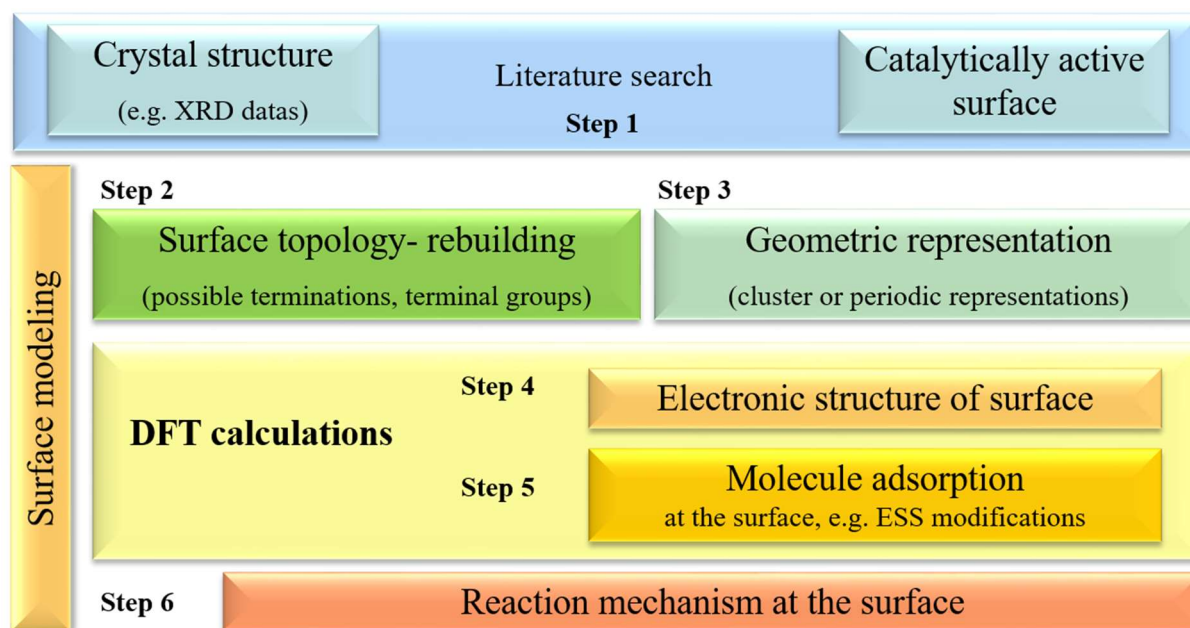 Crystal structure
(e.g. XRD datas)
Literature search
Step 1
Catalytically active
surface
Surface modeling
Step 2
Surface topology- rebuilding
(possible terminations, terminal groups)
Step 3
Geometric representation
(cluster or periodic representations)
DFT calculations
Step 4
Electronic structure of surface
Step 5
Molecule adsorption
at the surface, e.g. ESS modifications
Step 6
Reaction mechanism at the surface